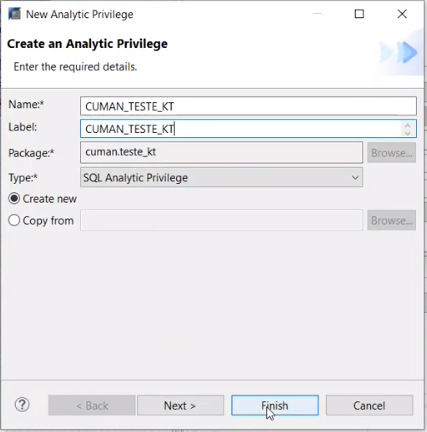 New Analytic Privilege
Create an Analytic Privilege
Enter the required details.
Name:* CUMAN_TESTE_KT
Label: CUMAN_TESTE_KT
Package:* cuman.teste_kt Browse...
Type:* SQL Analytic Privilege
Create new
Copy from Browse...
? < Back Next > Finish Cancel